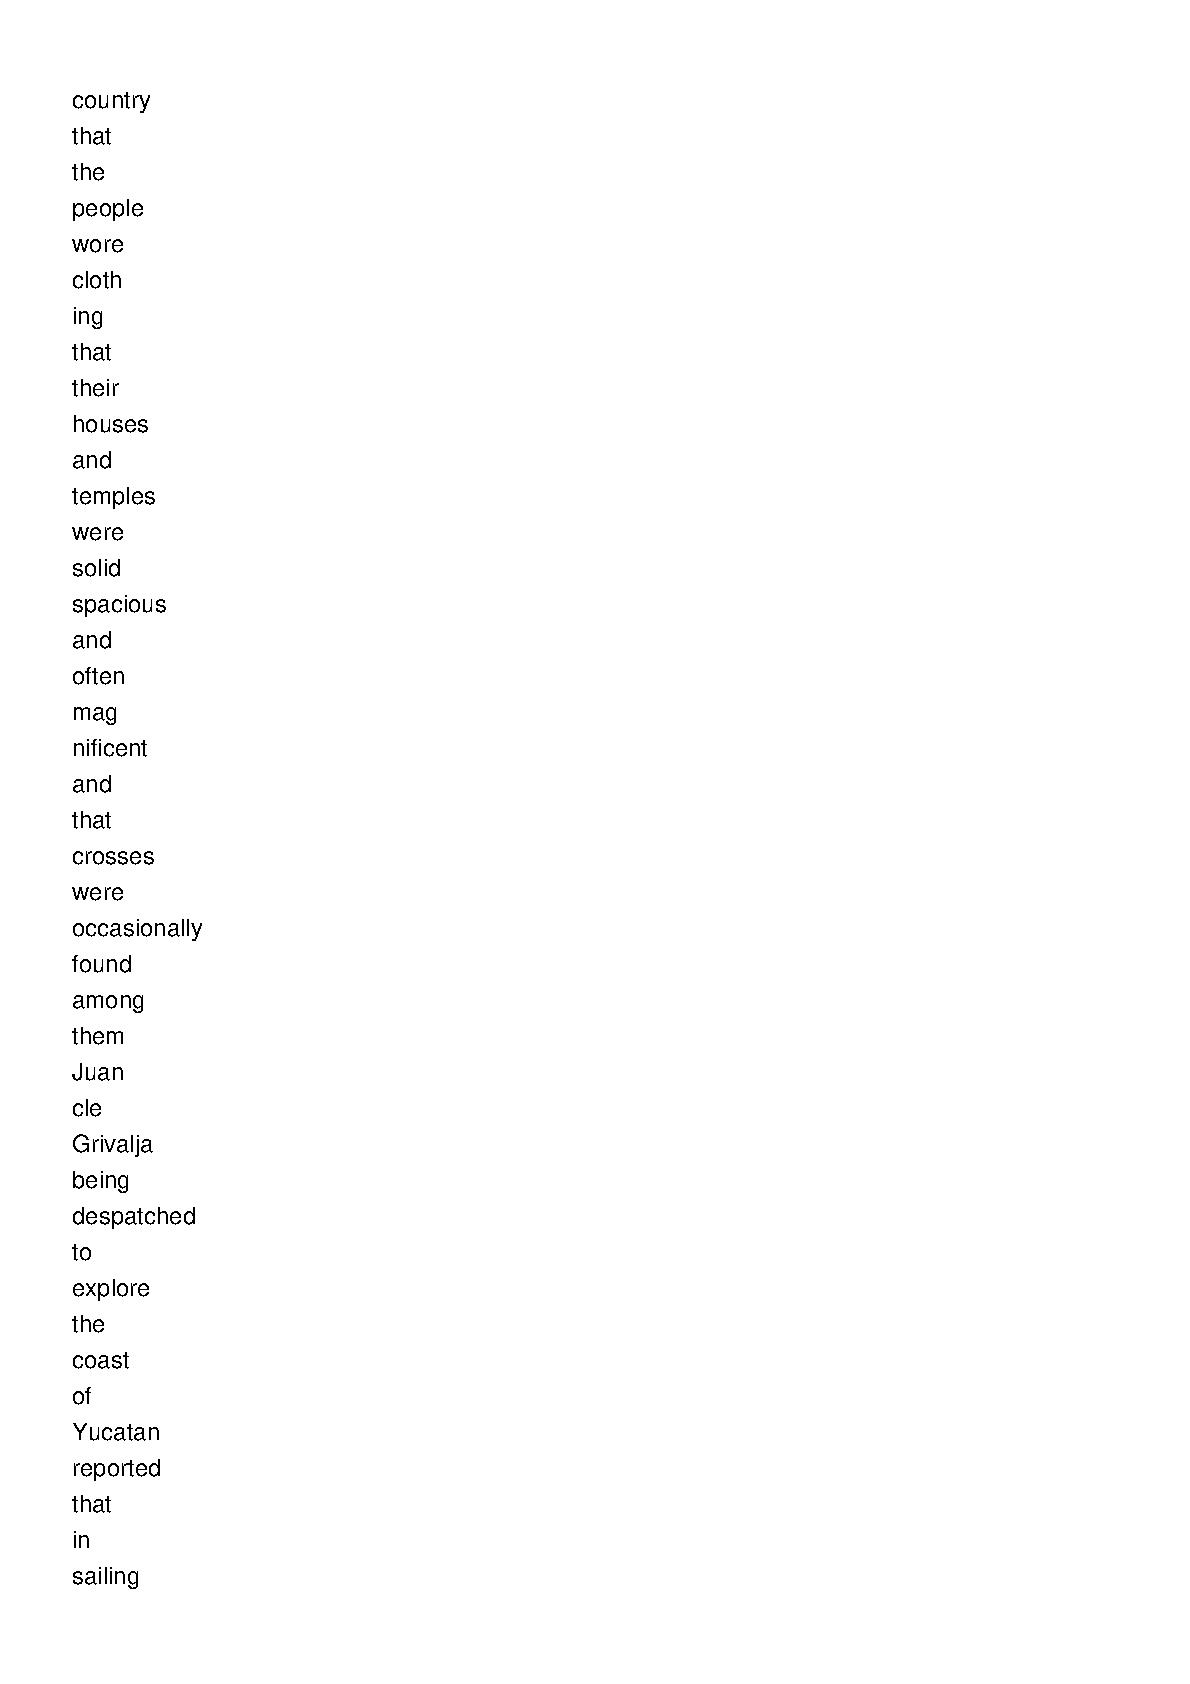 country
that
the
people
wore
cloth
ing
that
their
houses
and
temples
were
solid
spacious
and
often
mag
nificent
and
that
crosses
were
occasionally
found
among
them
Juan
cle
Grivalja
being
despatched
to
explore
the
coast
of
Yucatan
reported
that
in
sailing